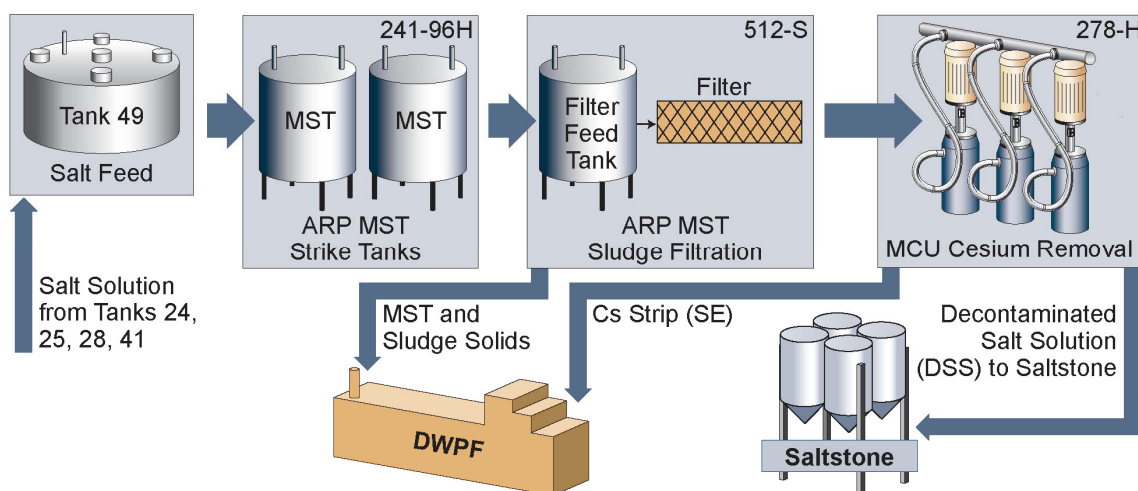 241-96H
512-S
278-H
Tank 49
Salt Feed
MST
MST
ARP MST
Strike Tanks
Filter
Feed
Tank
Filter
ARP MST
Sludge Filtration
MCU Cesium Removal
Salt Solution
from Tanks 24,
25, 28, 41
MST and
Sludge Solids
Cs Strip (SE)
Decontaminated
Salt Solution
(DSS) to Saltstone
DWPF
Saltstone